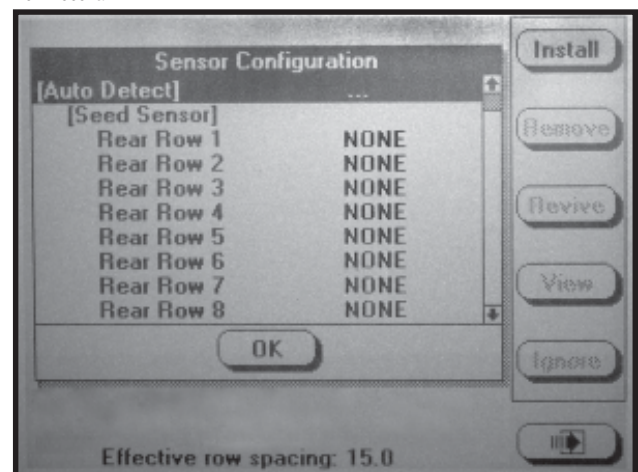 Sensor Configuration
[Auto Detect] ...
[Seed Sensor]
Rear Row 1 NONE
Rear Row 2 NONE
Rear Row 3 NONE
Rear Row 4 NONE
Rear Row 5 NONE
Rear Row 6 NONE
Rear Row 7 NONE
Rear Row 8 NONE
OK
Effective row spacing: 15.0
Install
Remove
Revive
View
Ignore